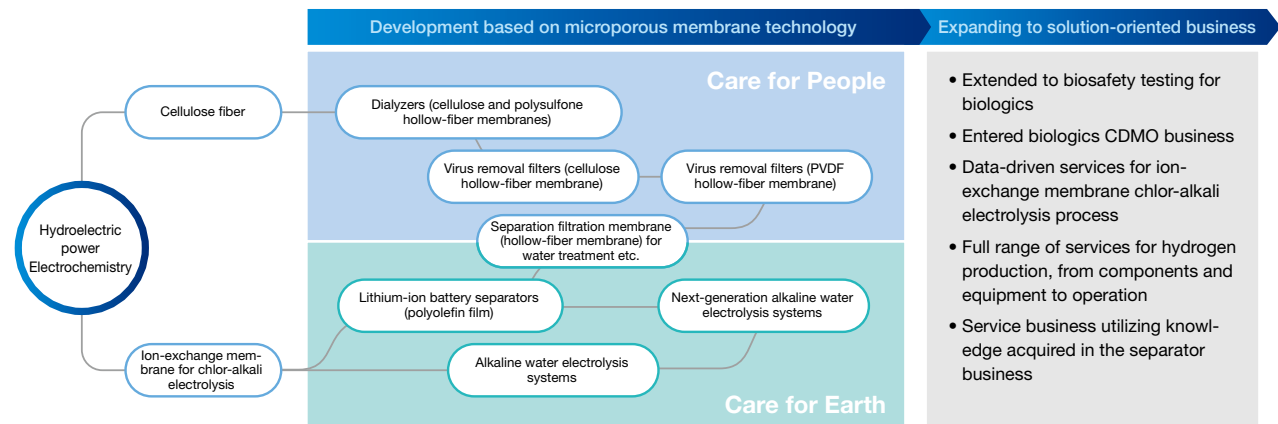 Development based on microporous membrane technology
Expanding to solution-oriented business
Care for People
Cellulose fiber
Dialyzers (cellulose and polysulfone
hollow-fiber membranes)
Virus removal filters (cellulose
hollow-fiber membrane)
Virus removal filters (PVDF
hollow-fiber membrane)
Hydroelectric
power
Electrochemistry
Separation filtration membrane
(hollow-fiber membrane) for
water treatment etc.
Lithium-ion battery separators
(polyolefin film)
Next-generation alkaline water
electrolysis systems
Ion-exchange mem-
brane for chlor-alkali
electrolysis
Alkaline water electrolysis
systems
Care for Earth
• Extended to biosafety testing for
biologics
• Entered biologics CDMO business
• Data-driven services for ion-
exchange membrane chlor-alkali
electrolysis process
• Full range of services for hydrogen
production, from components and
equipment to operation
• Service business utilizing knowl-
edge acquired in the separator
business